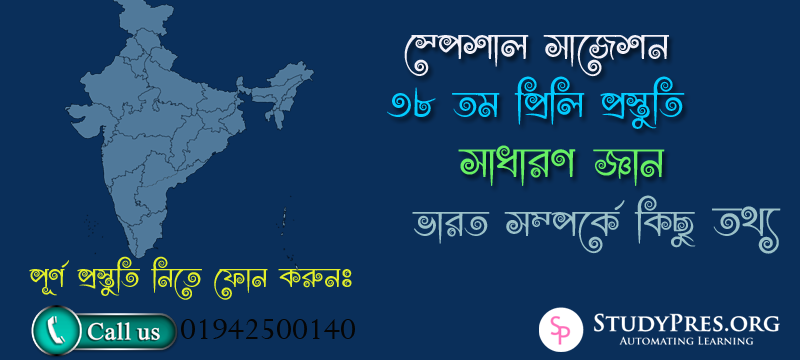 স্পেশাল সাজেশন
৩৮ তম প্রিলি প্রস্তুতি
সাধারণ জ্ঞান
ভারত সম্পর্কে কিছু তথ্য
পূর্ণ প্রস্তুতি নিতে ফোন করুনঃ
Call us 01942500140
SP STUDYPRES.ORG
AUTOMATING LEARNING